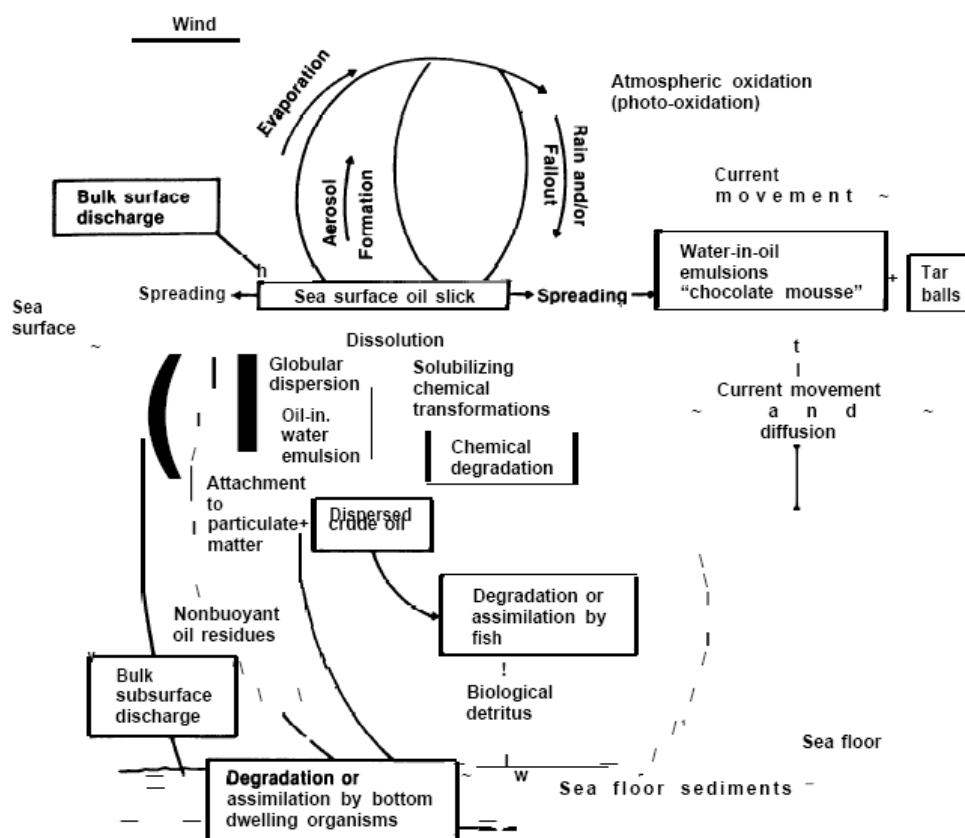 Wind
Evaporation
Atmospheric oxidation
(photo-oxidation)
Rain and/or
Fallout
Aerosol
Formation
Bulk surface
discharge
Current
movement ~
h
Water-in-oil
emulsions
“chocolate mousse”
+
Tar
balls
Spreading
Sea surface oil slick
Spreading
Sea
surface
~
Dissolution
t
Globular
dispersion
Solubilizing
chemical
transformations
Oil-in.
water
emulsion
Current movement
~ and ~
diffusion
Chemical
degradation
Attachment
to
particulate+
matter
Dispersed
crude oil
Degradation or
assimilation by
fish
!
Nonbuoyant
oil residues
Bulk
subsurface
discharge
Biological
detritus
Sea floor
~
w
Sea floor sediments
Degradation or
assimilation by bottom
dwelling organisms